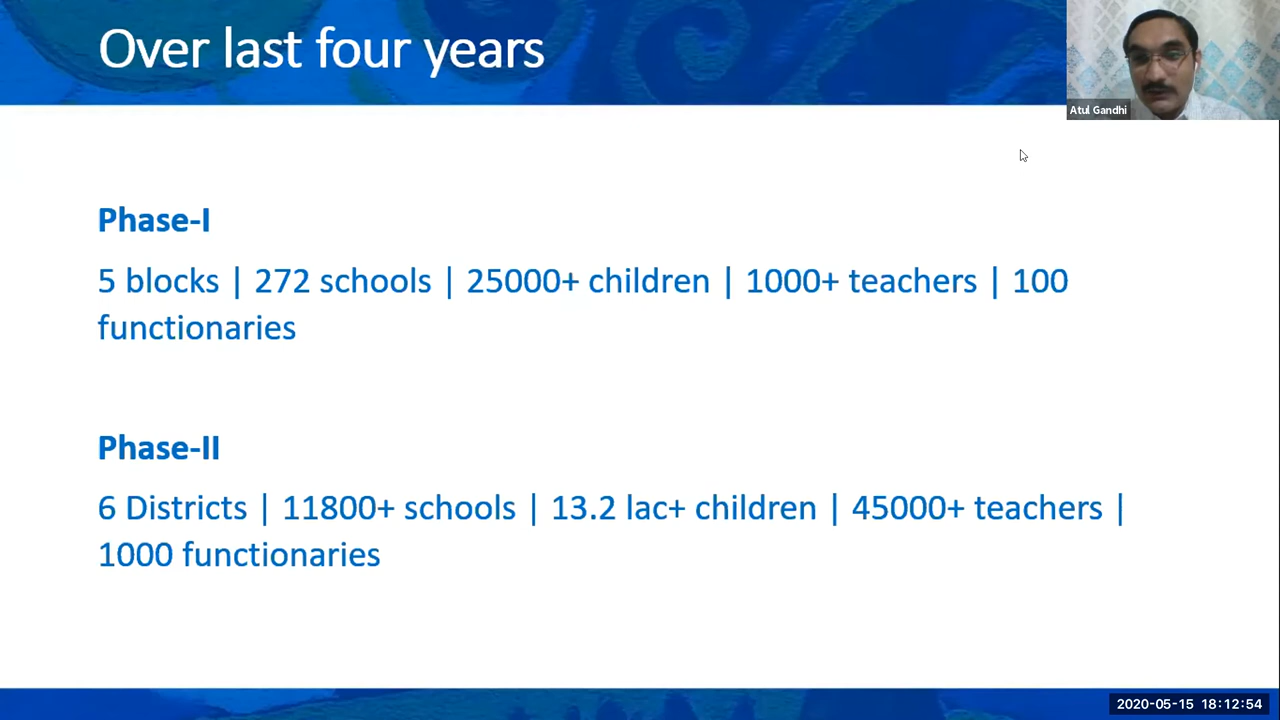 Over last four years
Atul Gandhi
Phase-I
5 blocks | 272 schools | 25000+ children | 1000+ teachers | 100
functionaries
Phase-II
6 Districts | 11800+ schools | 13.2 lac+ children | 45000+ teachers |
1000 functionaries
2020-05-15 18:12:54